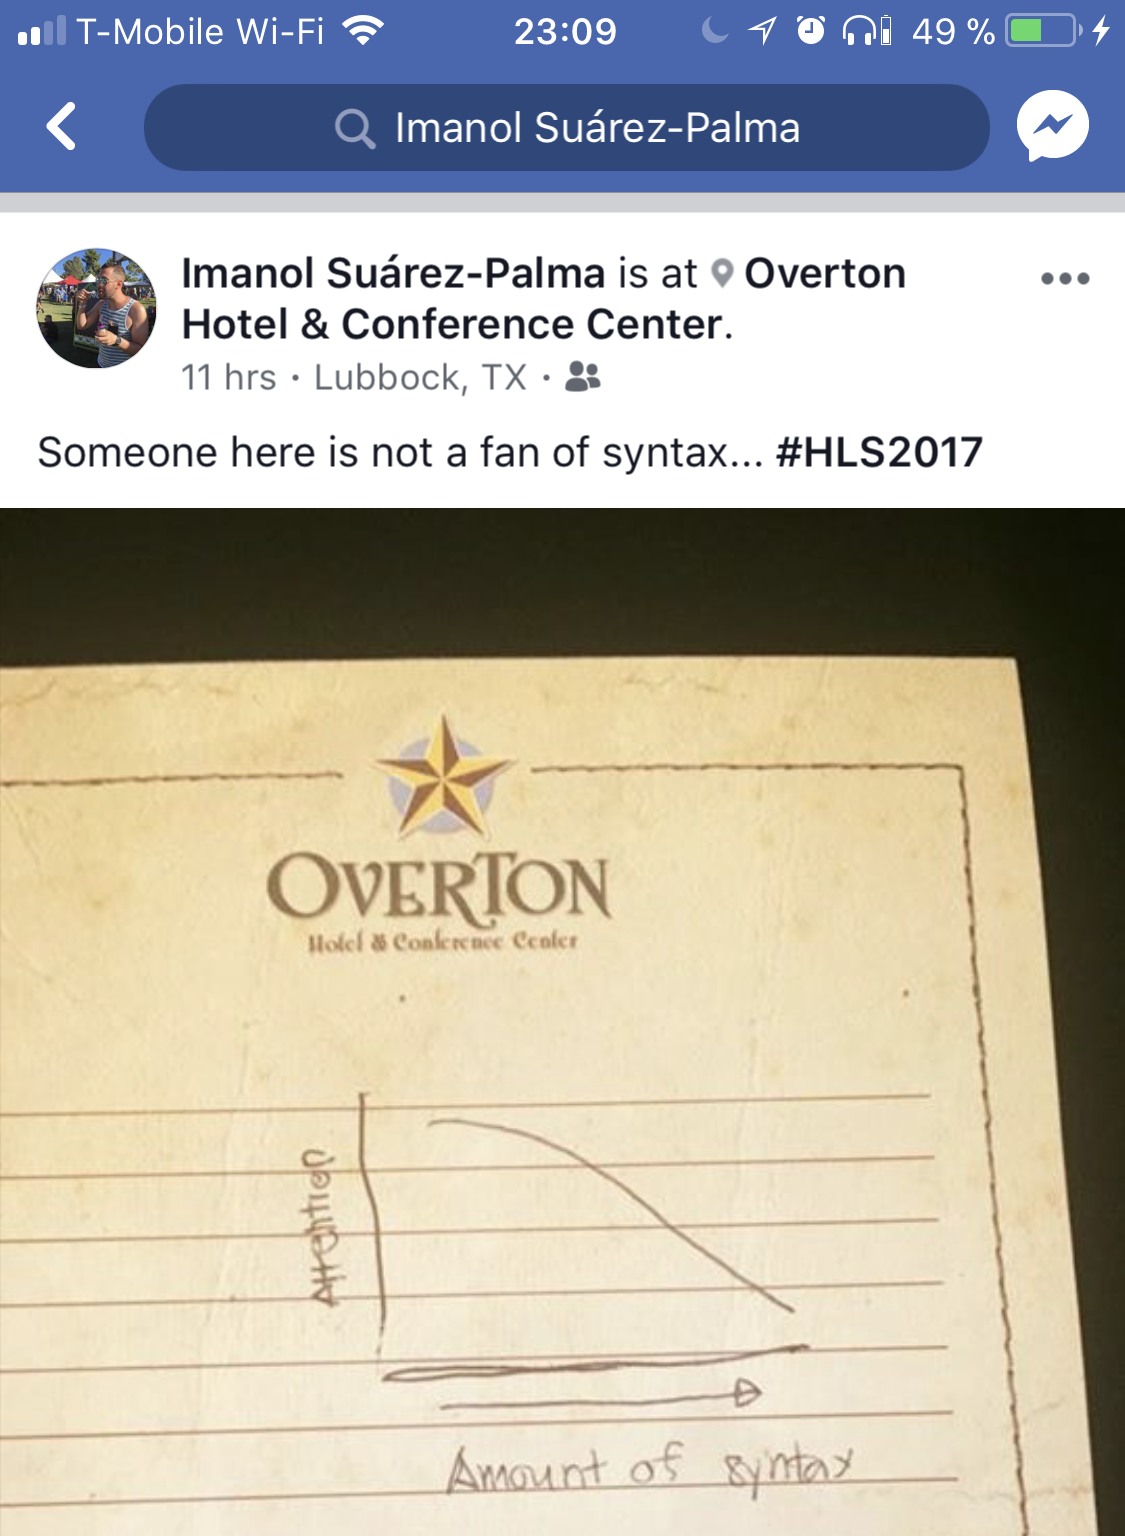 T-Mobile Wi-Fi 23:09 49 %
Imanol Suárez-Palma
Imanol Suárez-Palma is at Overton
Hotel & Conference Center.
11 hrs · Lubbock, TX ·
Someone here is not a fan of syntax... #HLS2017
OVERTON
Hotel & Conference Center
Attention
Amount of syntax